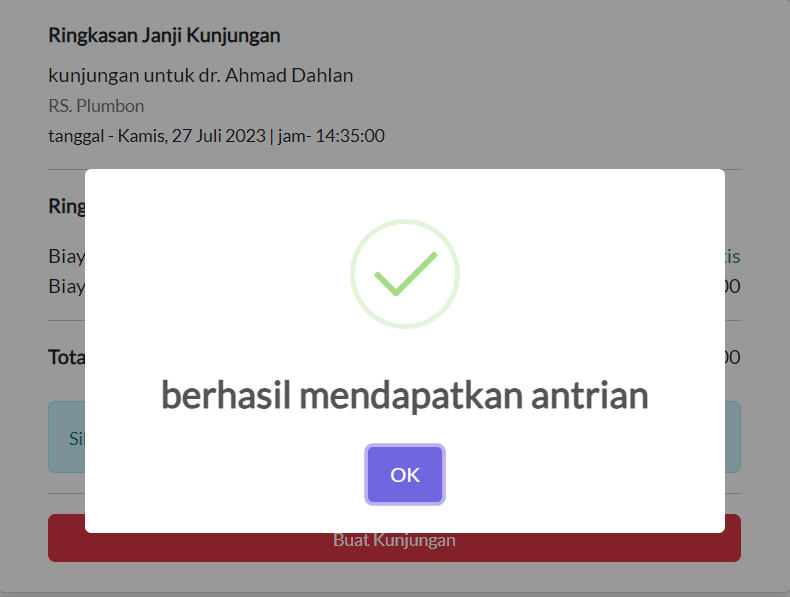 Ringkasan Janji Kunjungan
kunjungan untuk dr. Ahmad Dahlan
RS. Plumbon
tanggal - Kamis, 27 Juli 2023 | jam- 14:35:00
berhasil mendapatkan antrian
OK
Buat Kunjungan